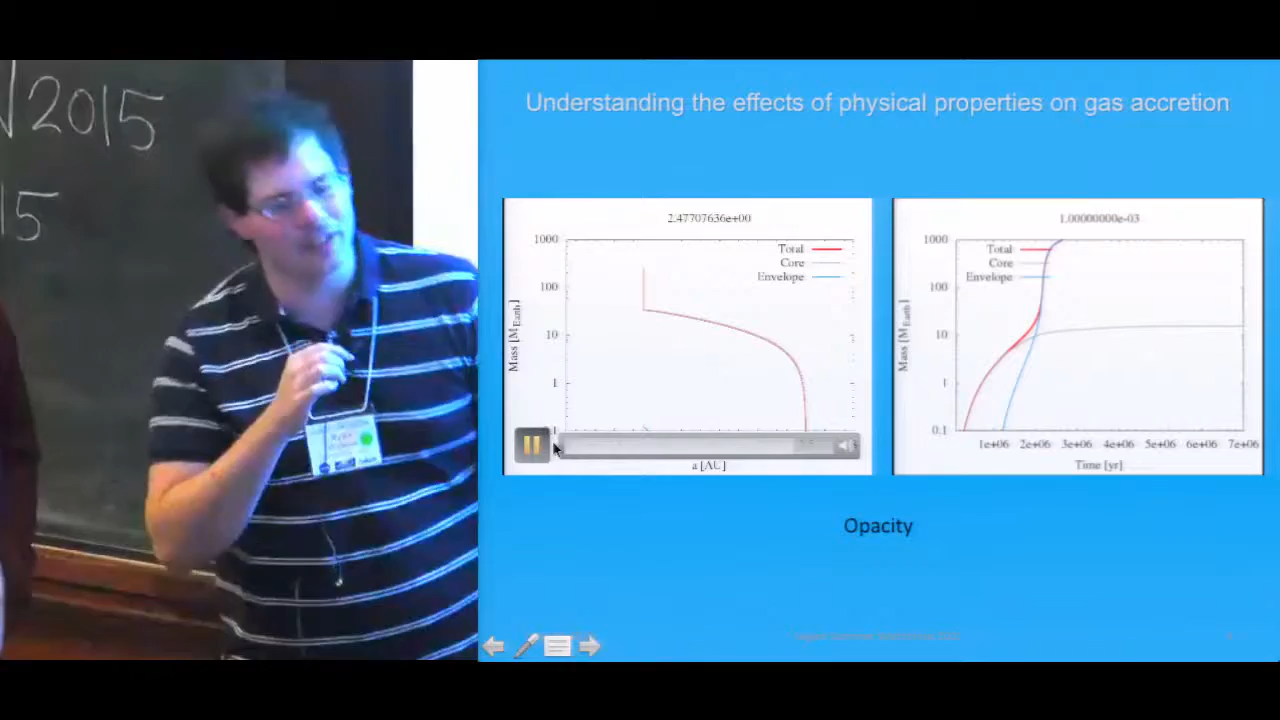 2015
15
Understanding the effects of physical properties on gas accretion
2.47707636e+00
1000
100
10
1
Total
Core
Envelope
Mass [M Earth]
a [AU]
1.00000000e-03
1000
100
10
1
0.1
Total
Core
Envelope
Mass [M Earth]
1e+06 2e+06 3e+06 4e+06 5e+06 6e+06 7e+06
Time [yr]
Opacity